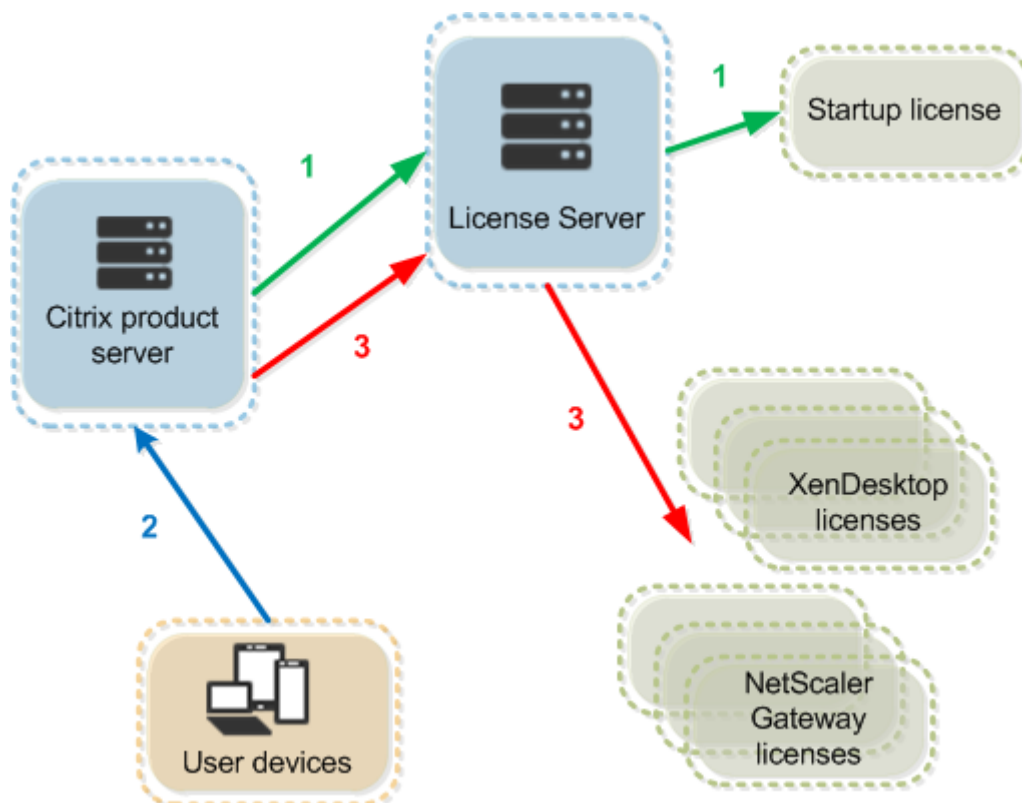 1
Startup license
1
License Server
Citrix product
server
3
3
XenDesktop
licenses
2
NetScaler
Gateway
licenses
User devices